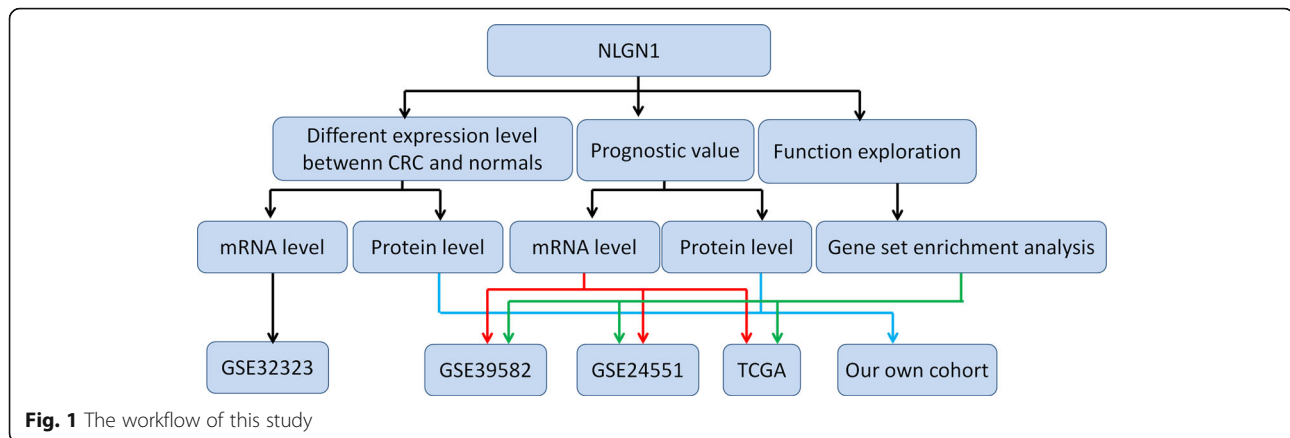 NLGN1
Different expression level
betwenn CRC and normals
Prognostic value
Function exploration
mRNA level
Protein level
mRNA level
Protein level
Gene set enrichment analysis
GSE32323
GSE39582
GSE24551
TCGA
Our own cohort
Fig. 1 The workflow of this study